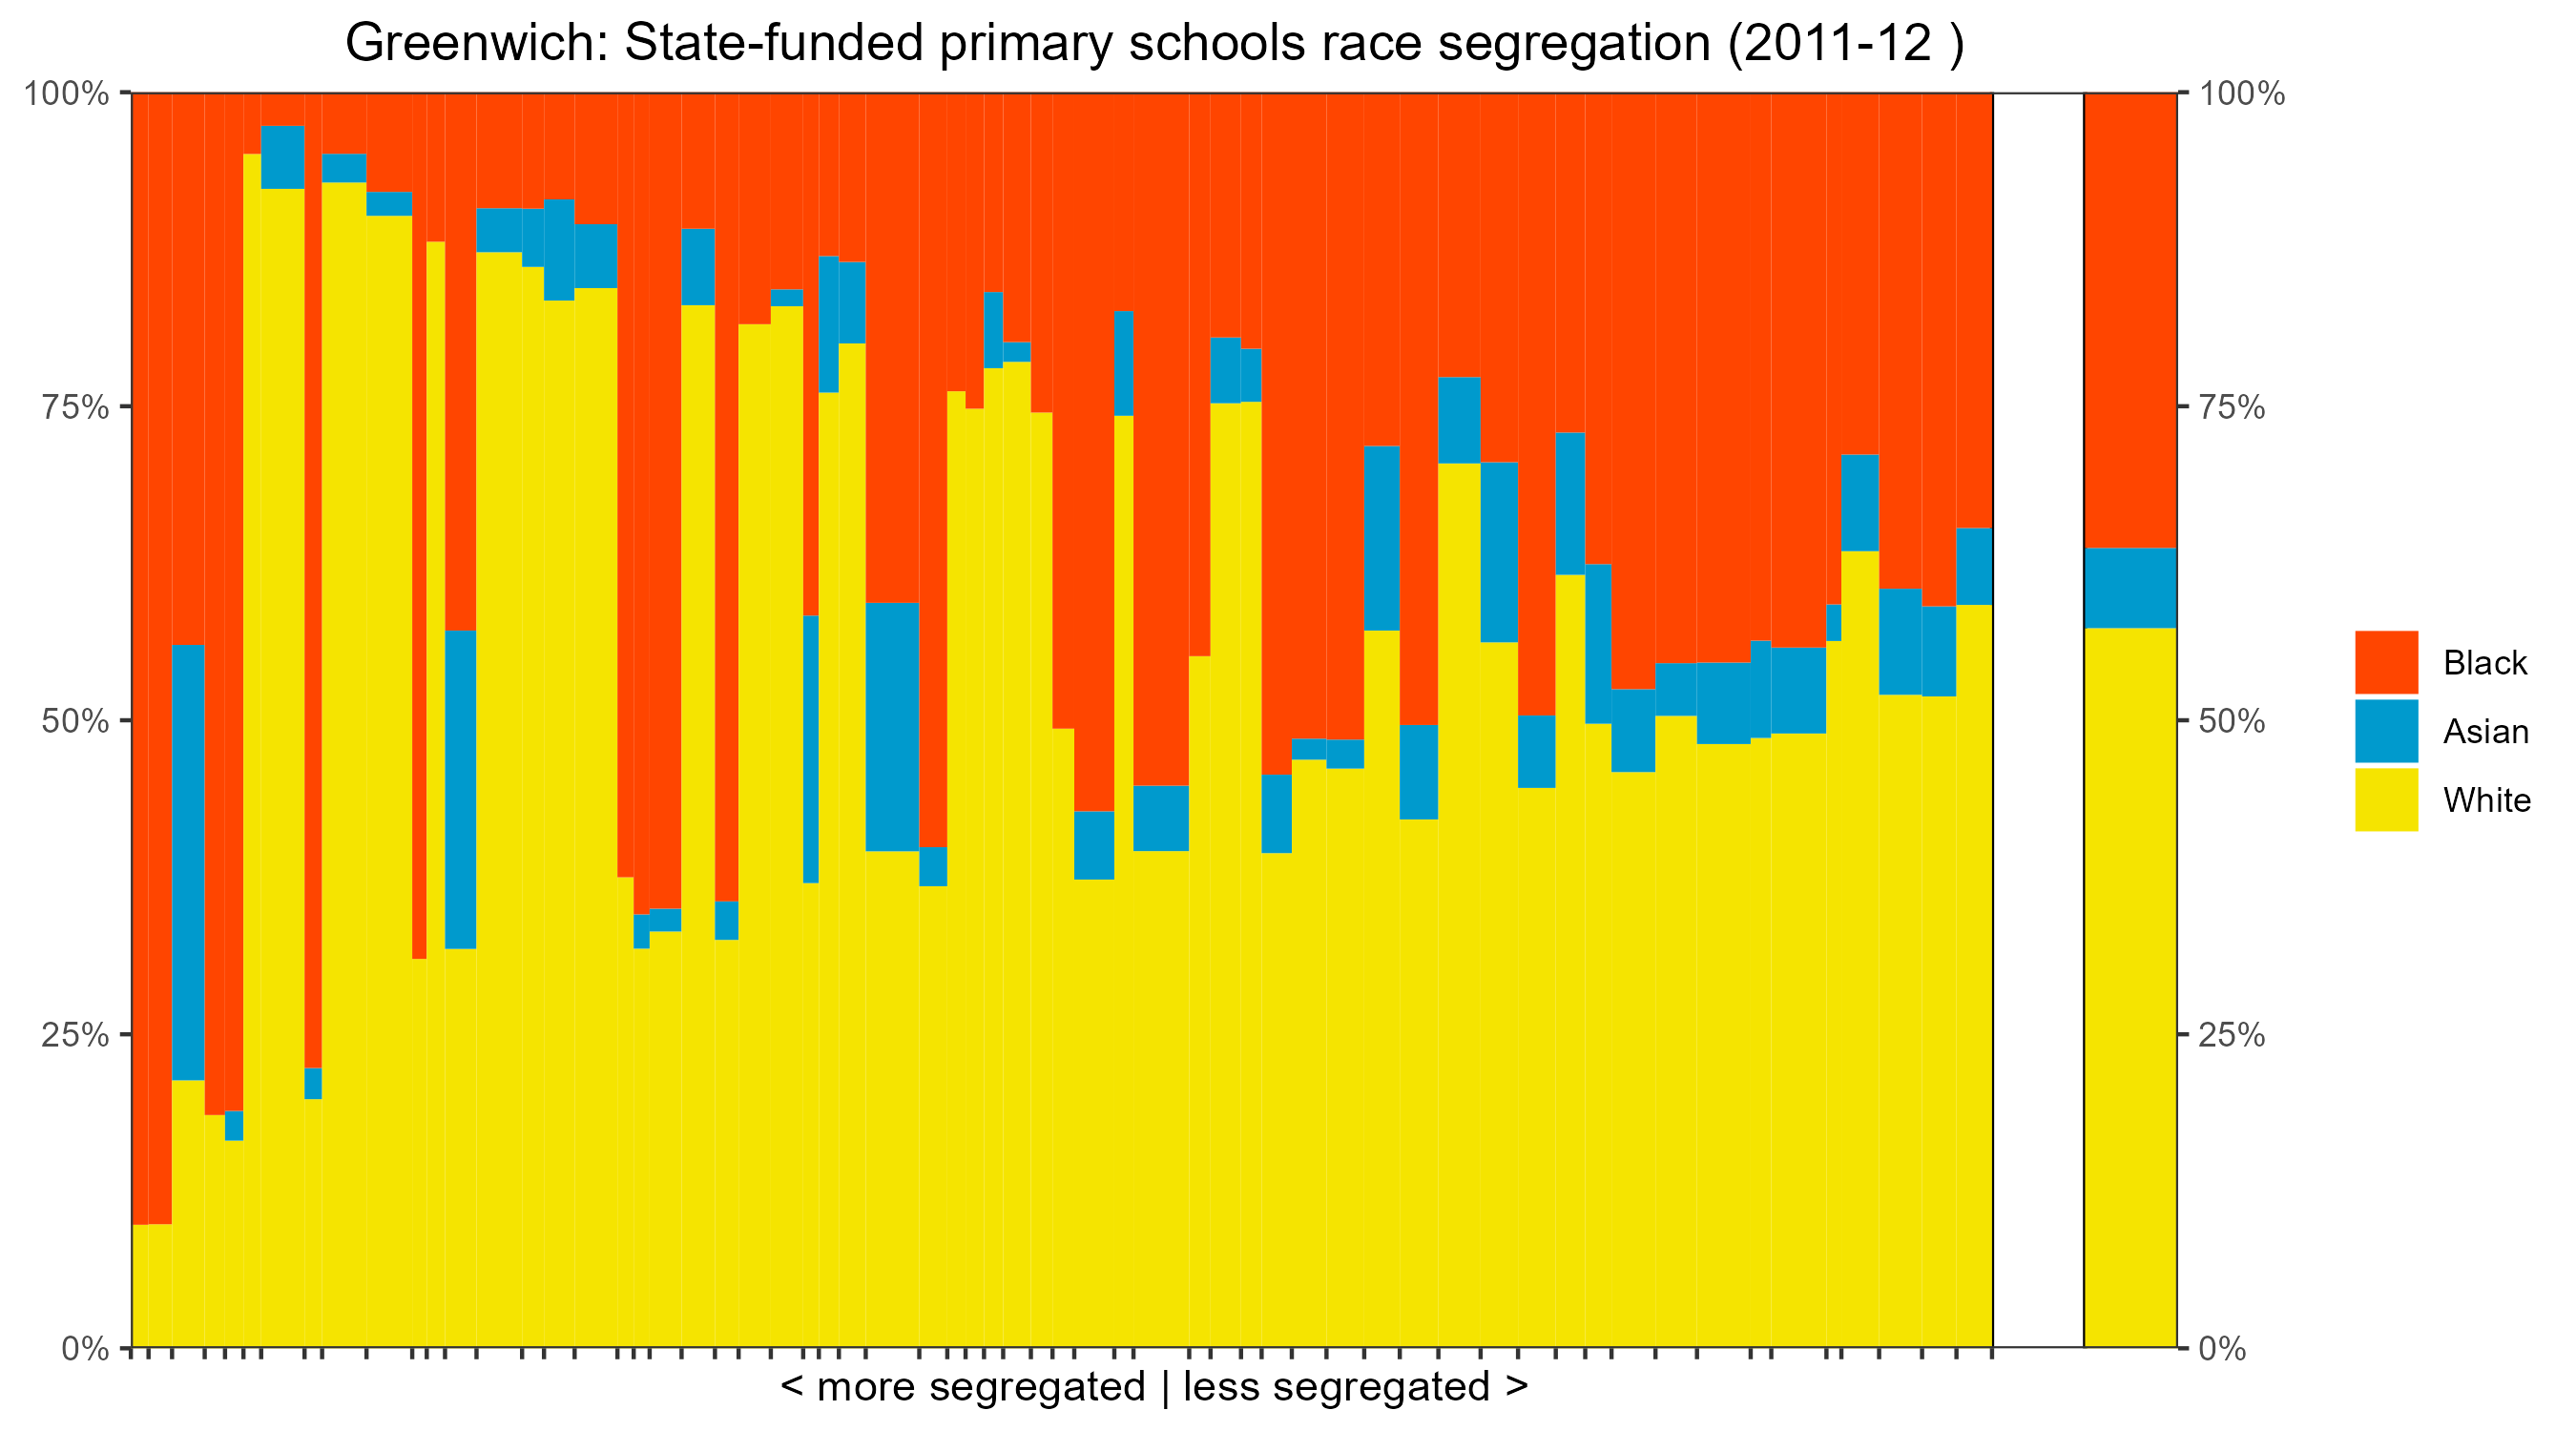 Greenwich: State-funded primary schools race segregation (2011-12 )
100%
75%
50%
25%
0%
100%
75%
50%
25%
0%
Black
Asian
White
< more segregated | less segregated >